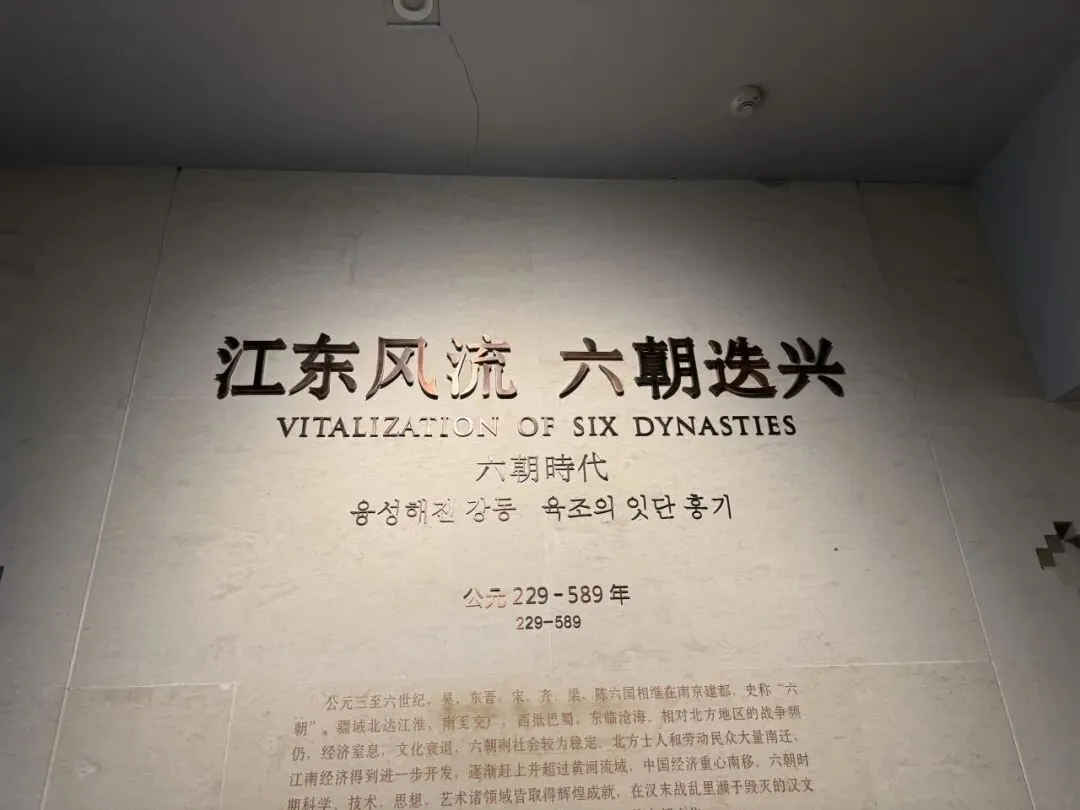 江东风流 六朝迭兴
VITALIZATION OF SIX DYNASTIES
六朝時代
융성해진 강동 육조의 잇단 흥기
公元 229-589 年
229-589
公元三至六世纪，吴、东晋、宋、齐、梁、陈六国相继在南京建都，史称“六
朝”。疆域北达江淮，南至交广，西抵巴蜀，东临沧海。相对北方地区的战争频
仍，经济窒息，文化衰退，六朝则社会较为稳定、北方士人和劳动民众大量南迁、
江南经济得到进一步开发，逐渐赶上并超过黄河流域，中国经济重心南移。六朝时
期科学、技术、思想、艺术诸领域皆取得辉煌成就，在汉末战乱里濒于毁灭的汉文